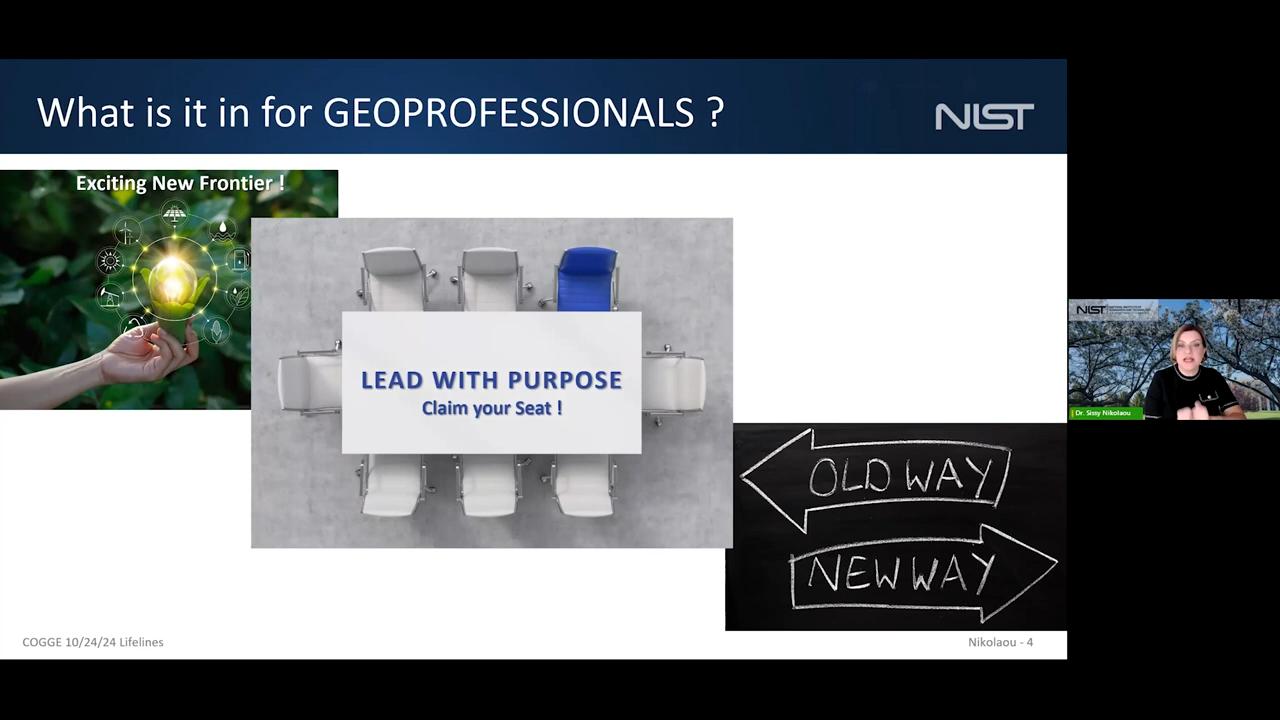 What is it in for GEOPROFESSIONALS ?
NIST
Exciting New Frontier !
LEAD WITH PURPOSE
Claim your Seat !
OLD WAY
NEW WAY
COGGE 10/24/24 Lifelines
Nikolaou - 4
NIST
Dr. Sissy Nikolaou